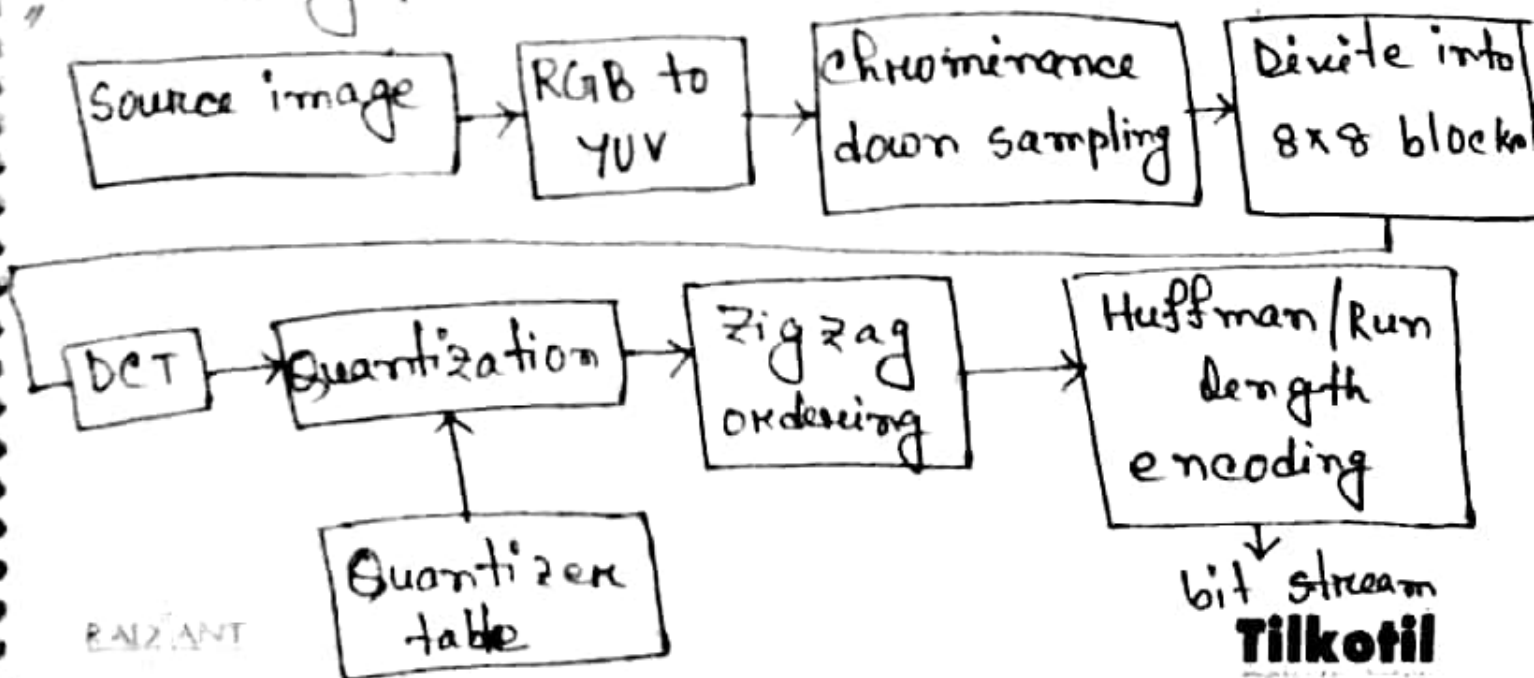 Source image
RGB to
YUV
Chrominance
down sampling
Divite into
8x8 blocks
DCT
Quantization
Zigzag
ordering
Huffman/Run
length
encoding
Quantizer
table
bit stream
RADIANT
Tilkotil